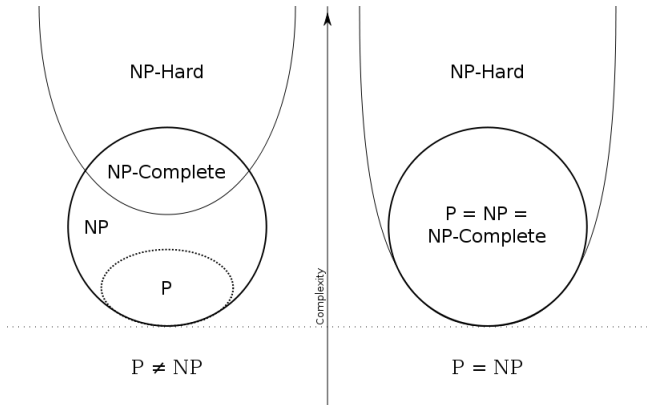 NP-Hard
NP-Complete
NP
P
P ≠ NP
Complexity
NP-Hard
P = NP =
NP-Complete
P = NP